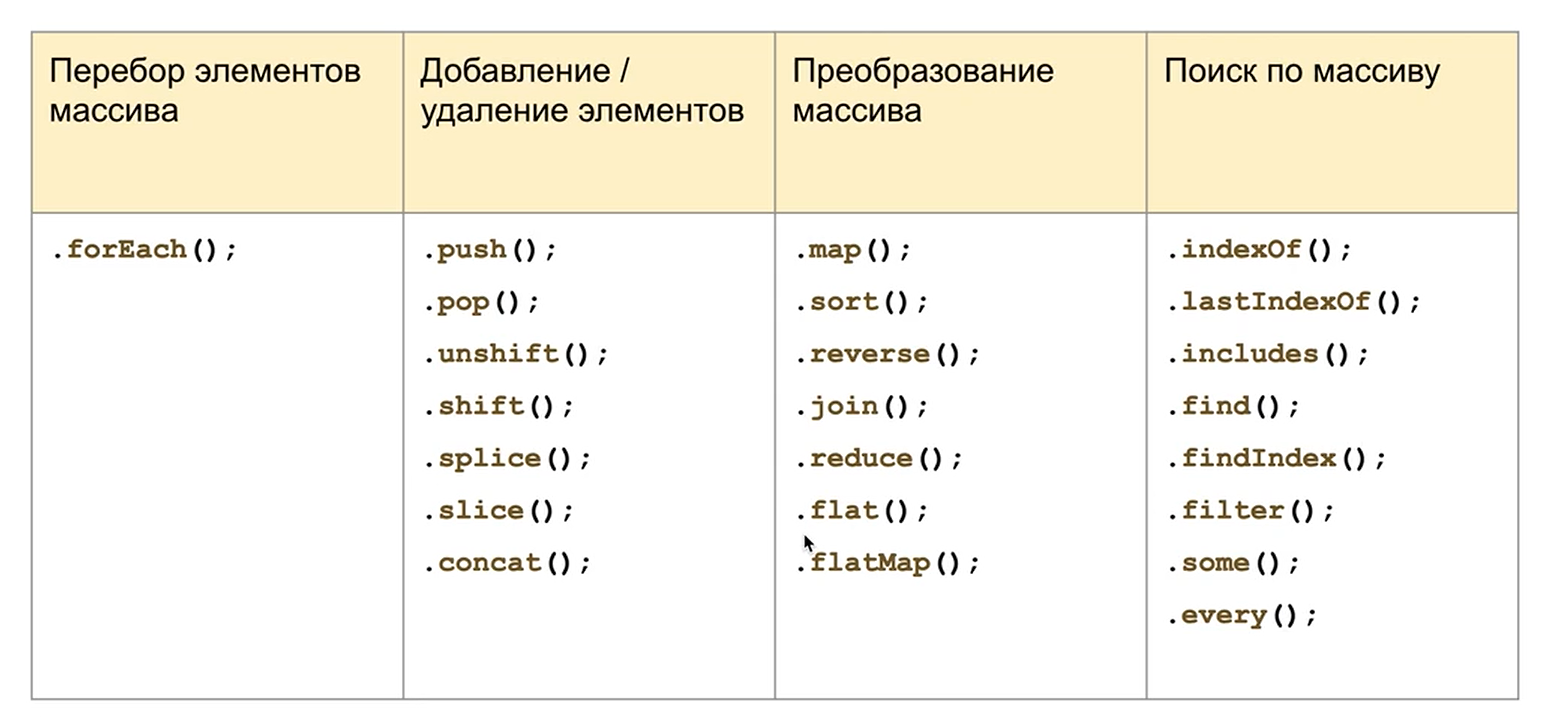 Перебор элементов
массива
Добавление /
удаление элементов
Преобразование
массива
Поиск по массиву
.forEach();
.push();
.pop();
.unshift();
.shift();
.splice();
.slice();
.concat();
.map();
.sort();
.reverse();
.join();
.reduce();
.flat();
.flatMap();
.indexOf();
.lastIndexOf();
.includes();
.find();
.findIndex();
.filter();
.some();
.every();